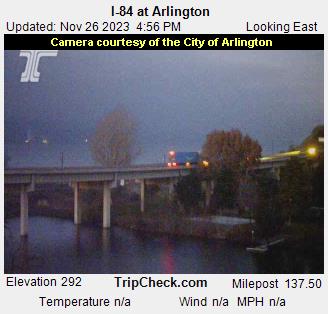 I-84 at Arlington
Updated: Nov 26 2023 4:56 PM Looking East
Camera courtesy of the City of Arlington
Elevation 292 TripCheck.com Milepost 137.50
Temperature n/a Wind n/a MPH n/a